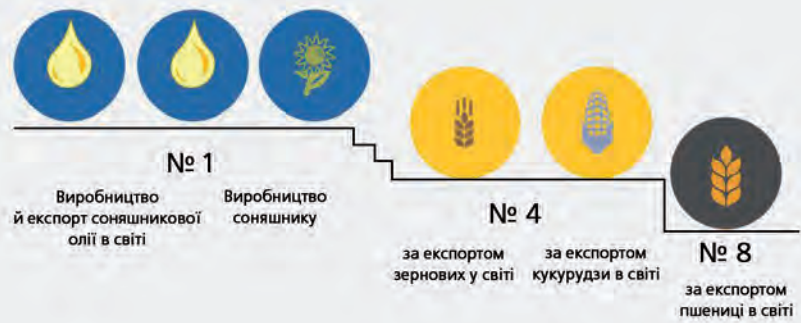 № 1
Виробництво
й експорт соняшникової
олії в світі
Виробництво
соняшнику
№ 4
за експортом
зернових у світі
за експортом
кукурудзи в світі
№ 8
за експортом
пшениці в світі